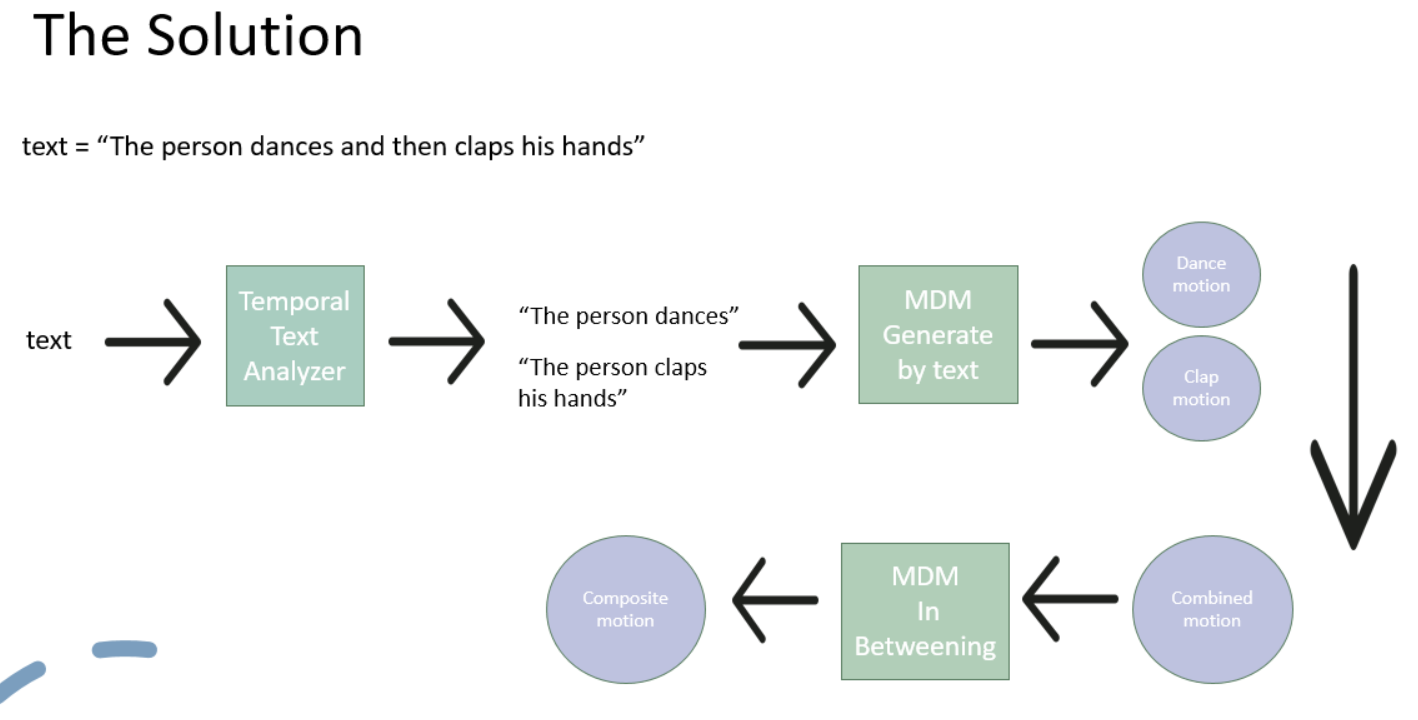 The Solution
text = “The person dances and then claps his hands”
text
Temporal
Text
Analyzer
“The person dances”
“The person claps
his hands”
MDM
Generate
by text
Dance
motion
Clap
motion
Combined
motion
MDM
In
Betweening
Composite
motion